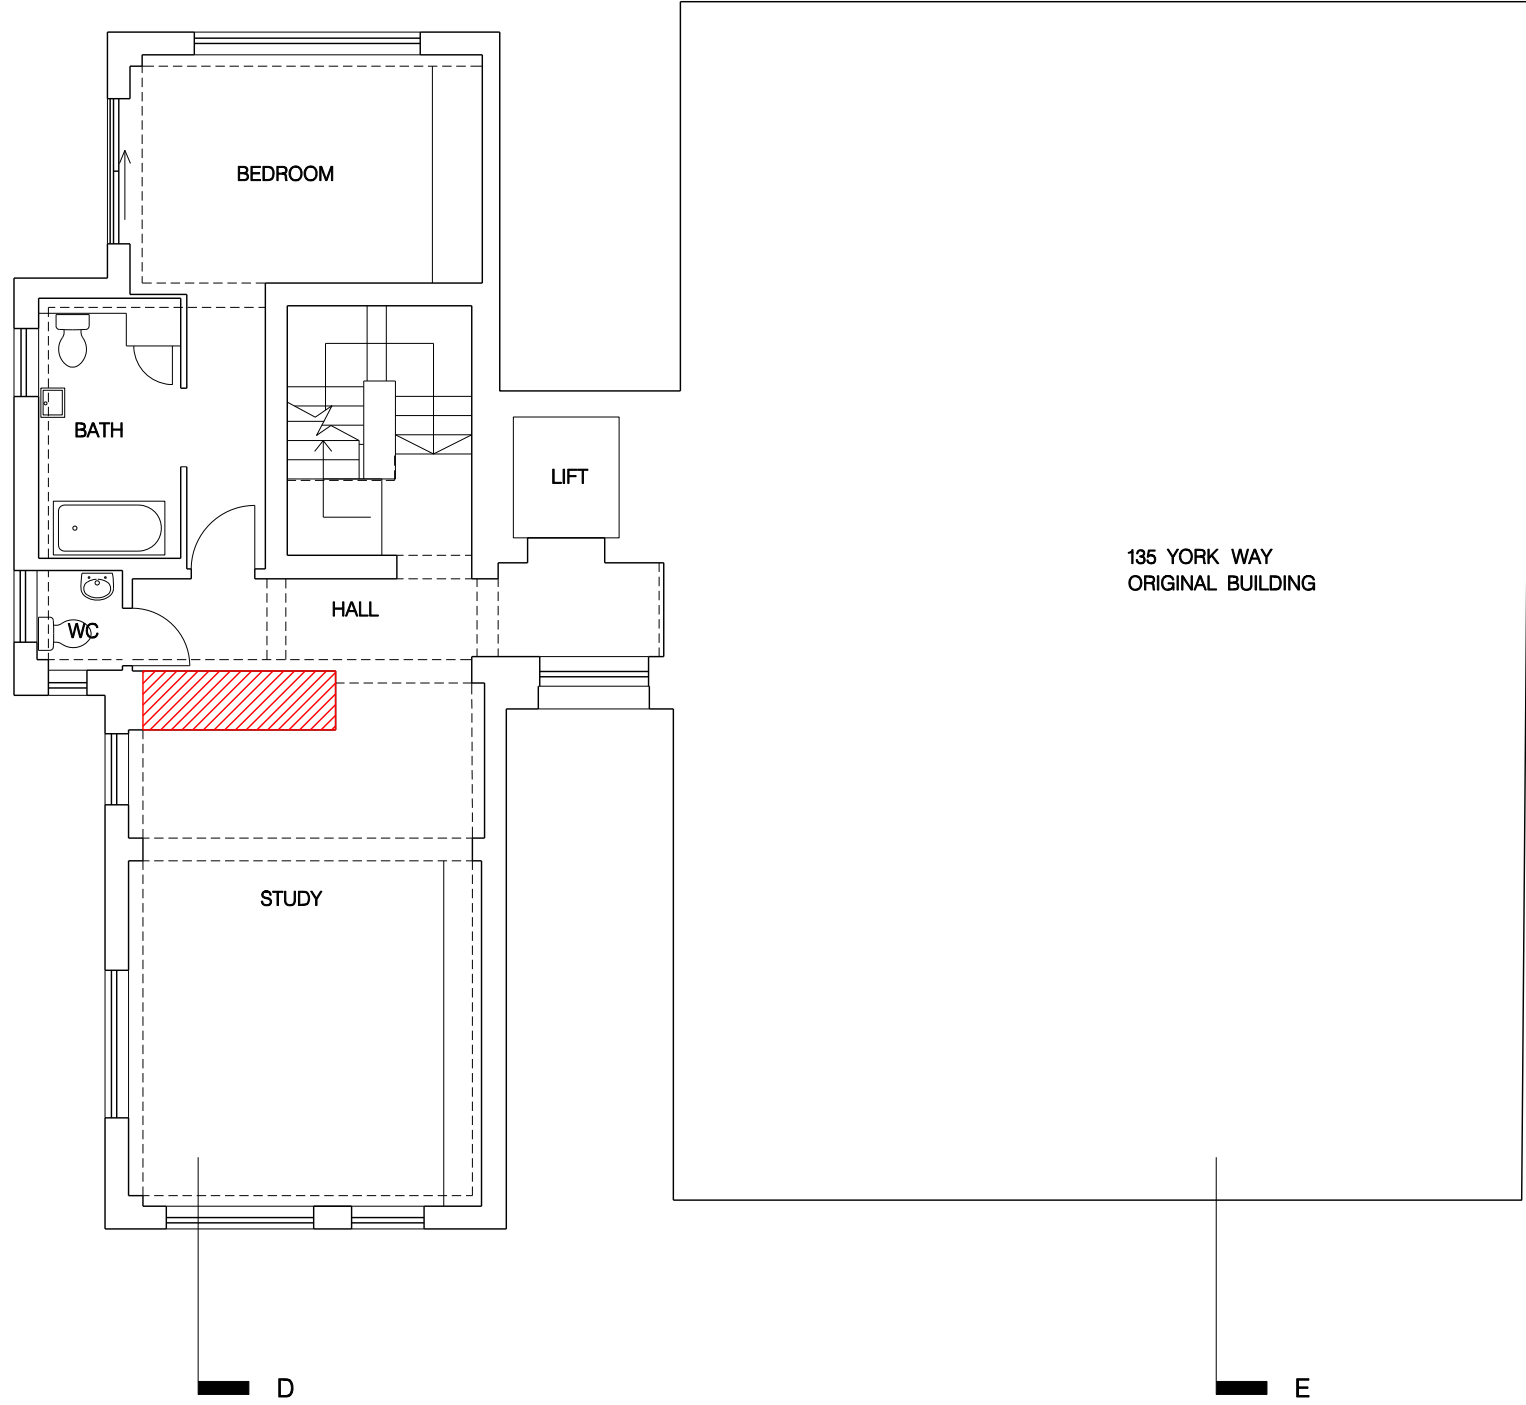 BEDROOM
BATH
LIFT
135 YORK WAY
ORIGINAL BUILDING
HALL
WC
STUDY
D
E